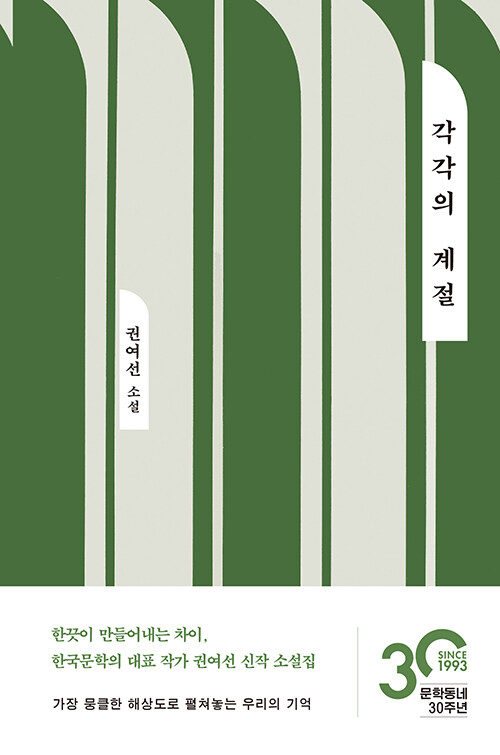 각각의 계절
권여선 소설
한끗이 만들어내는 차이,
한국문학의 대표 작가 권여선 신작 소설집
가장 뭉클한 해상도로 펼쳐놓는 우리의 기억
30
SINCE
1993
문학동네
30주년